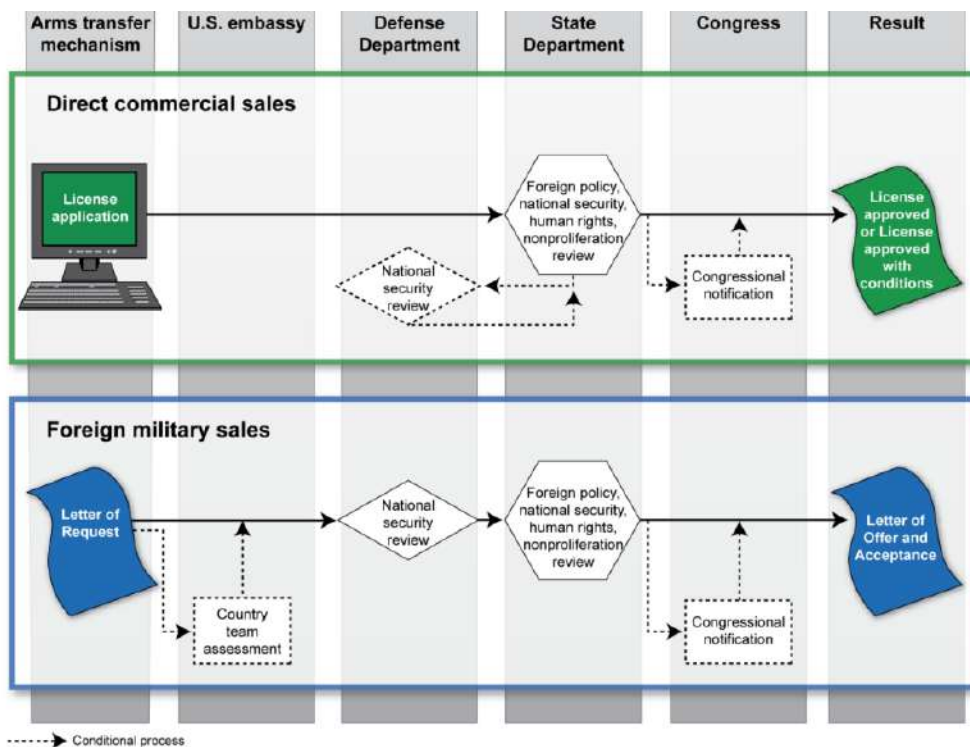 Arms transfer
mechanism
U.S. embassy
Defense
Department
State
Department
Congress
Result
Direct commercial sales
License
application
National
security
review
Foreign policy,
national security,
human rights,
nonproliferation
review
Congressional
notification
License
approved
or License
approved
with
conditions
Foreign military sales
Letter of
Request
Country
team
assessment
National
security
review
Foreign policy,
national security,
human rights,
nonproliferation
review
Congressional
notification
Letter of
Offer and
Acceptance
Conditional process